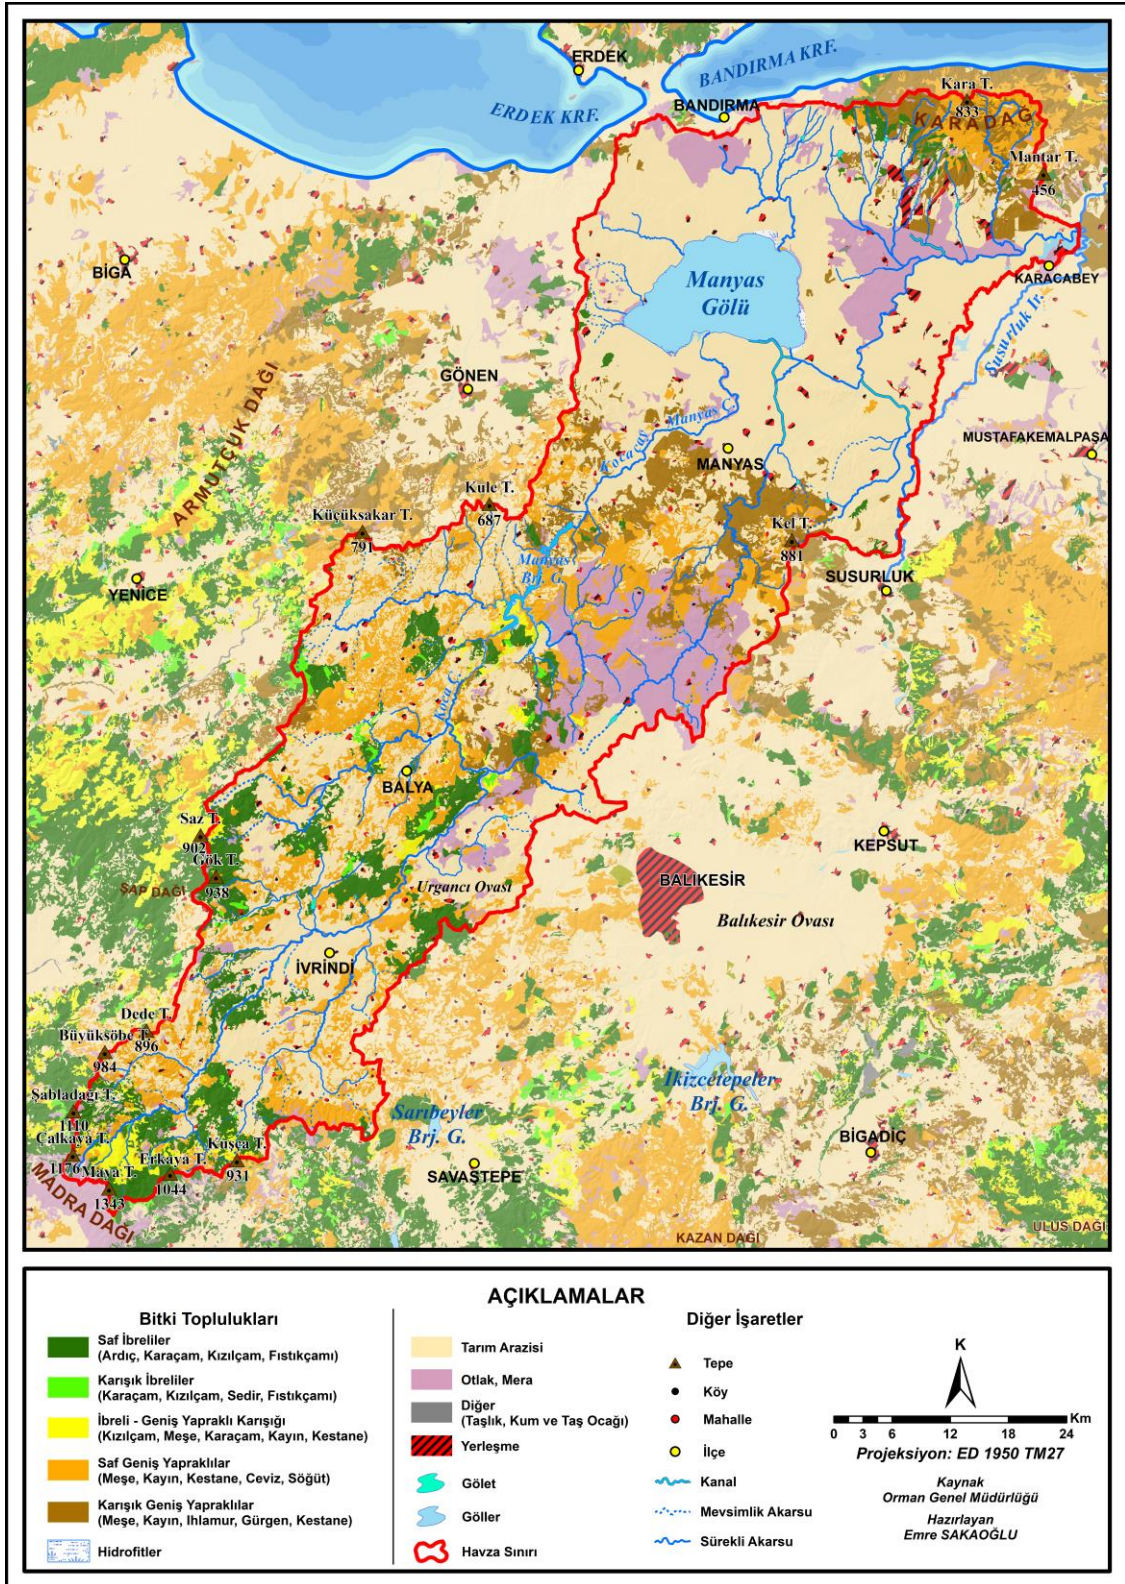 ERDEK
BANDIRMA KRF.
ERDEK KRF.
BANDIRMA
Kara T.
833
KARADAĞ
Mantar T.
456
BİGA
KARACABEY
Manyas
Gölü
Susurluk Ir.
GÖNEN
ARMUTÇUK DAĞI
Kocaçay
Manyas Ç.
MANYAS
MUSTAFAKEMALPAŞA
Kule T.
687
Küçüksakar T.
791
Kel T.
881
Manyas
Brj. G.
SUSURLUK
YENİCE
Koca Ç.
BALYA
Saz T.
902
Gök T.
938
ŞAP DAĞI
KEPSUT
BALIKESİR
Urgancı Ovası
Balıkesir Ovası
İVRİNDİ
Dede T.
896
Büyüksöbe T.
984
Şabladağı T.
1110
Çalkaya T.
1176
Maya T.
1343
Erkaya T.
1044
Kuşça T.
931
MADRA DAĞI
Sarıbeyler
Brj. G.
İkizcetepeler
Brj. G.
SAVAŞTEPE
BİGADİÇ
KAZAN DAĞI
ULUS DAĞI
AÇIKLAMALAR
Bitki Toplulukları
Saf İbreliler
(Ardıç, Karaçam, Kızılçam, Fıstıkçamı)
Karışık İbreliler
(Karaçam, Kızılçam, Sedir, Fıstıkçamı)
İbreli - Geniş Yapraklı Karışığı
(Kızılçam, Meşe, Karaçam, Kayın, Kestane)
Saf Geniş Yapraklılar
(Meşe, Kayın, Kestane, Ceviz, Söğüt)
Karışık Geniş Yapraklılar
(Meşe, Kayın, Ihlamur, Gürgen, Kestane)
Hidrofitler
Tarım Arazisi
Otlak, Mera
Diğer
(Taşlık, Kum ve Taş Ocağı)
Yerleşme
Gölet
Göller
Havza Sınırı
Diğer İşaretler
Tepe
Köy
Mahalle
İlçe
Kanal
Mevsimlik Akarsu
Sürekli Akarsu
K
Km
0 3 6 12 18 24
Projeksiyon: ED 1950 TM27
Kaynak
Orman Genel Müdürlüğü
Hazırlayan
Emre SAKAOĞLU